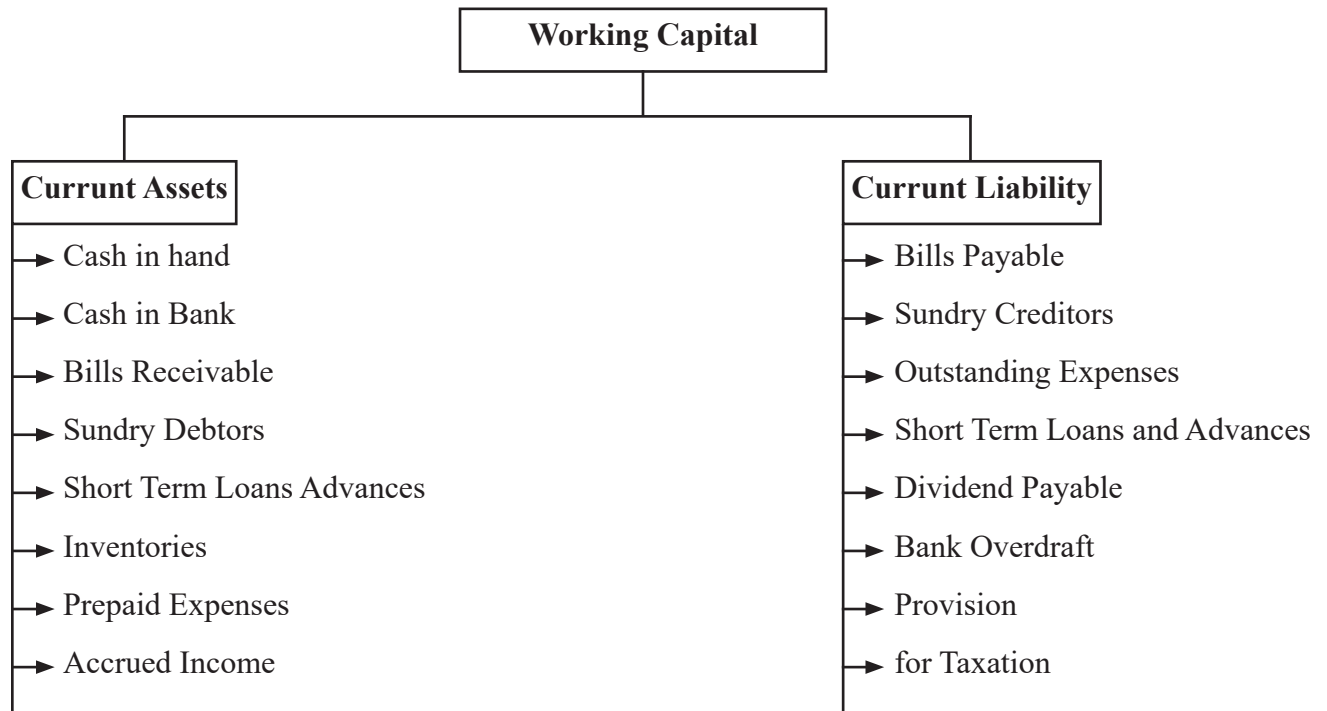 Working Capital
Currunt Assets
Cash in hand
Cash in Bank
Bills Receivable
Sundry Debtors
Short Term Loans Advances
Inventories
Prepaid Expenses
Accrued Income
Currunt Liability
Bills Payable
Sundry Creditors
Outstanding Expenses
Short Term Loans and Advances
Dividend Payable
Bank Overdraft
Provision
for Taxation